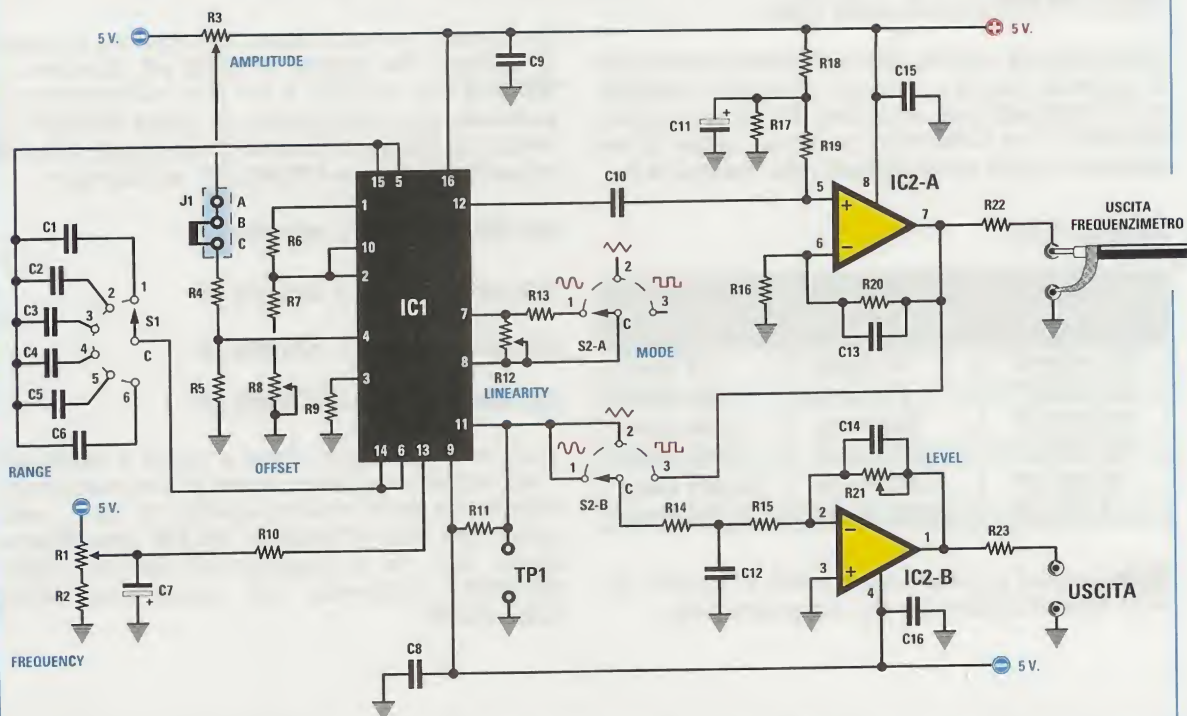 R3
5 V.
AMPLITUDE
C9
R18
C15
5 V.
C11
R17
R19
J1
A
B
C
15
5
16
12
C10
5
8
IC2-A
6
7
R22
USCITA
FREQUENZIMETRO
C1
C2
C3
C4
C5
C6
1
2
3
4
5
6
S1
C
RANGE
R4
R5
R6
R7
R8
R9
OFFSET
1
10
2
4
3
IC1
7
8
11
14
6
13
9
R13
R12
LINEARITY
1
2
3
C
S2-A
MODE
R16
R20
C13
1
2
3
C
S2-B
C14
LEVEL
R21
R14
R15
C12
2
3
1
4
IC2-B
R23
USCITA
C16
5 V.
R1
R2
C7
R10
R11
TP1
FREQUENCY
C8
5 V.